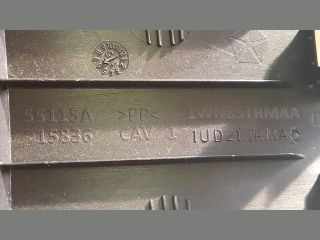 55115A >PP< 1WN85TRMAA
15836 CAV 1 1UD21TRMAC